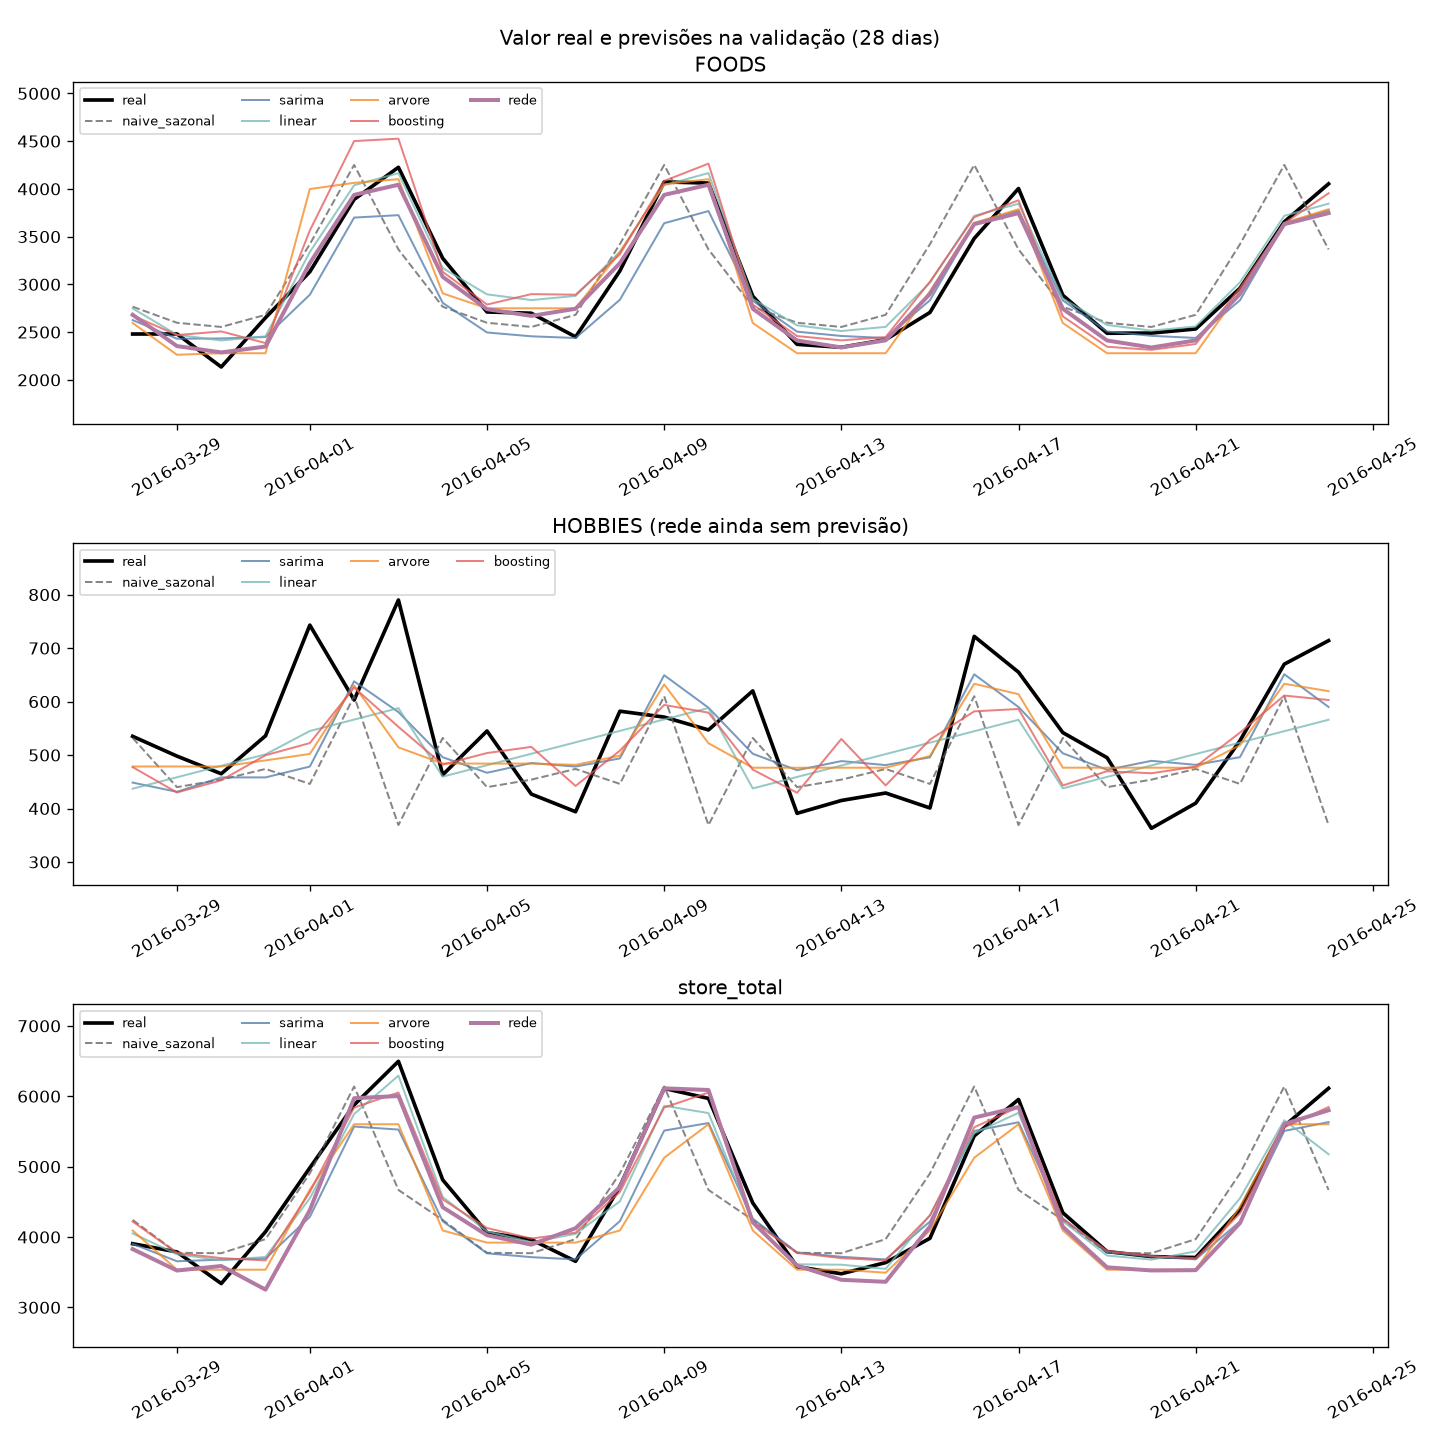 Valor real e previsões na validação (28 dias)
FOODS
real sarima arvore rede
naive_sazonal linear boosting
5000
4500
4000
3500
3000
2500
2000
2016-03-29 2016-04-01 2016-04-05 2016-04-09 2016-04-13 2016-04-17 2016-04-21 2016-04-25
HOBBIES (rede ainda sem previsão)
real sarima arvore boosting
naive_sazonal linear
800
700
600
500
400
300
2016-03-29 2016-04-01 2016-04-05 2016-04-09 2016-04-13 2016-04-17 2016-04-21 2016-04-25
store_total
real sarima arvore rede
naive_sazonal linear boosting
7000
6000
5000
4000
3000
2016-03-29 2016-04-01 2016-04-05 2016-04-09 2016-04-13 2016-04-17 2016-04-21 2016-04-25